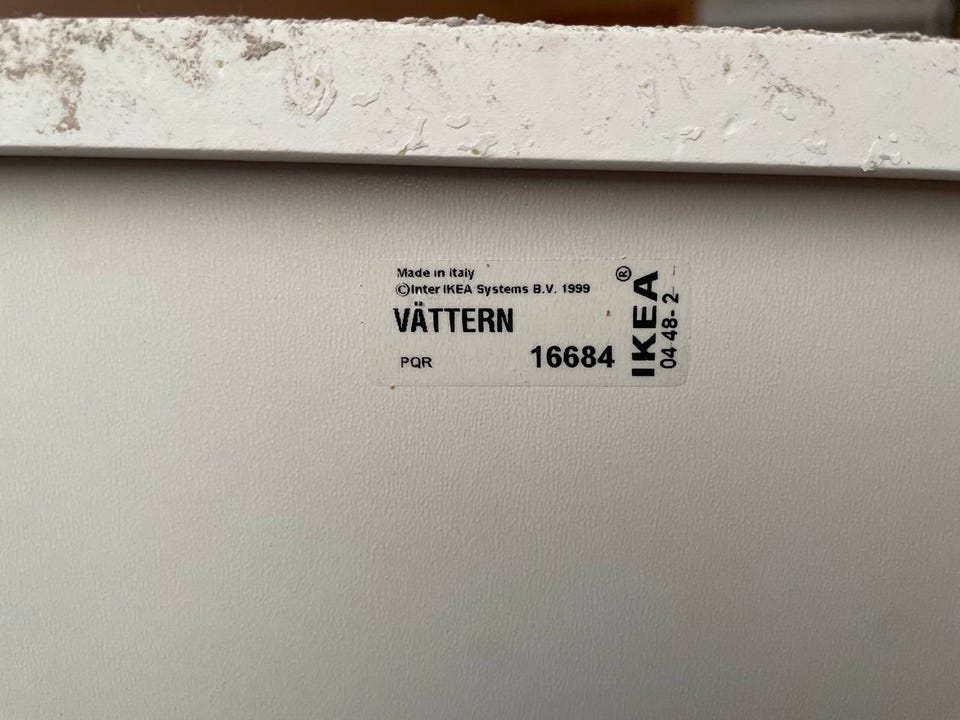 Made in Italy
©Inter IKEA Systems B.V. 1999
VÄTTERN
PQR 16684
IKEA®
04 48-2